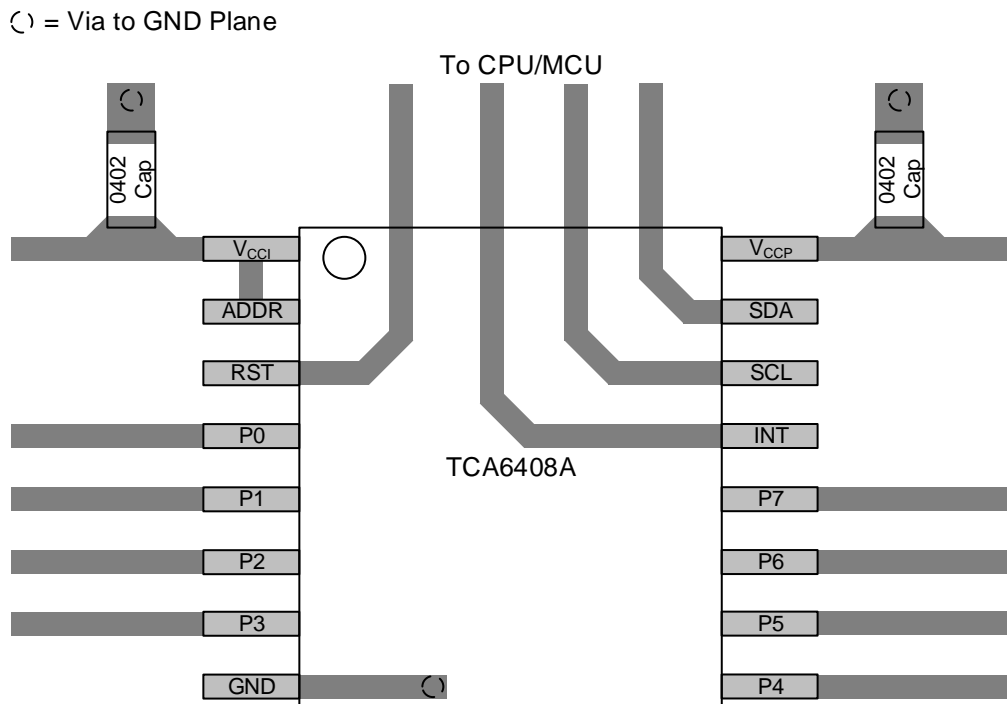 = Via to GND Plane
To CPU/MCU
0402
Cap
0402
Cap
VCCI
VCCP
ADDR
SDA
RST
SCL
P0
INT
TCA6408A
P1
P7
P2
P6
P3
P5
GND
P4